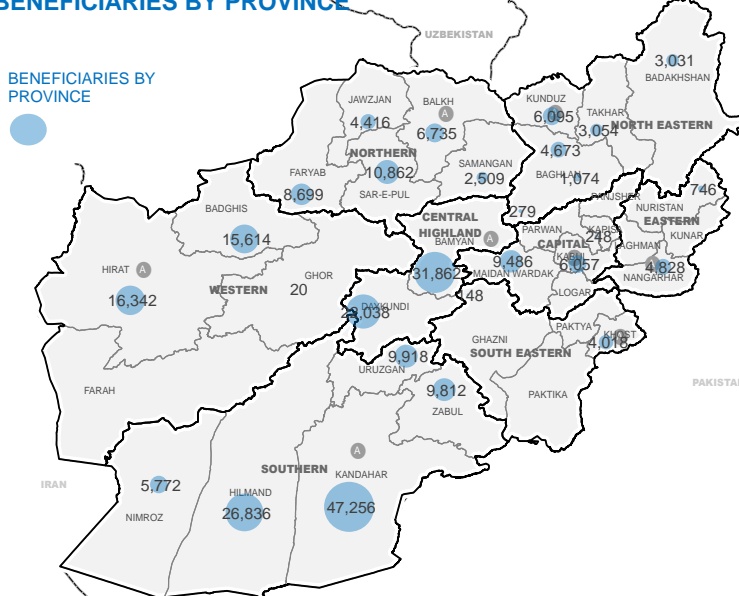 BENEFICIARIES BY PROVINCE
BENEFICIARIES BY
PROVINCE
UZBEKISTAN
3,031
BADAKHSHAN
JAWZJAN
4,416
BALKH
A
6,735
KUNDUZ
6,095
TAKHAR
3,054
NORTH EASTERN
NORTHERN
10,862
SAR-E-PUL
SAMANGAN
2,509
4,673
BAGHLAN
1,074
FARYAB
8,699
PANJSHER
746
NURISTAN
EASTERN
KUNAR
BADGHIS
15,614
CENTRAL
HIGHLAND
BAMYAN
A
279
PARWAN
KAPISA
248
CAPITAL
LAGHMAN
KABUL
6,057
4,828
NANGARHAR
HIRAT
A
16,342
WESTERN
GHOR
20
31,862
9,486
MAIDAN WARDAK
LOGAR
DAYKUNDI
148
GHAZNI
SOUTH EASTERN
PAKTYA
KHOST
4,018
9,918
URUZGAN
9,812
ZABUL
PAKTIKA
PAKISTAN
FARAH
IRAN
5,772
NIMROZ
SOUTHERN
A
KANDAHAR
47,256
HILMAND
26,836